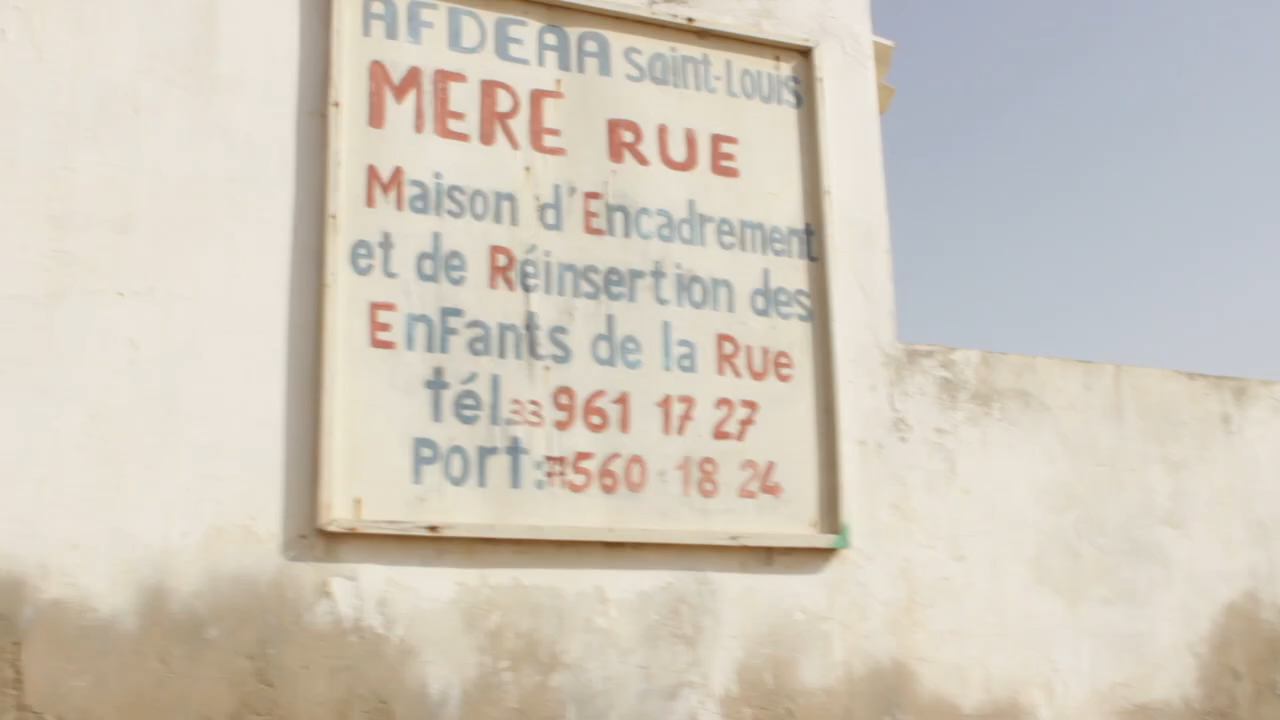 AFDEAA saint-Louis
MERE RUE
Maison d'Encadrement
et de Réinsertion des
EnFants de la Rue
tél.33 961 17 27
Port:77560 18 24